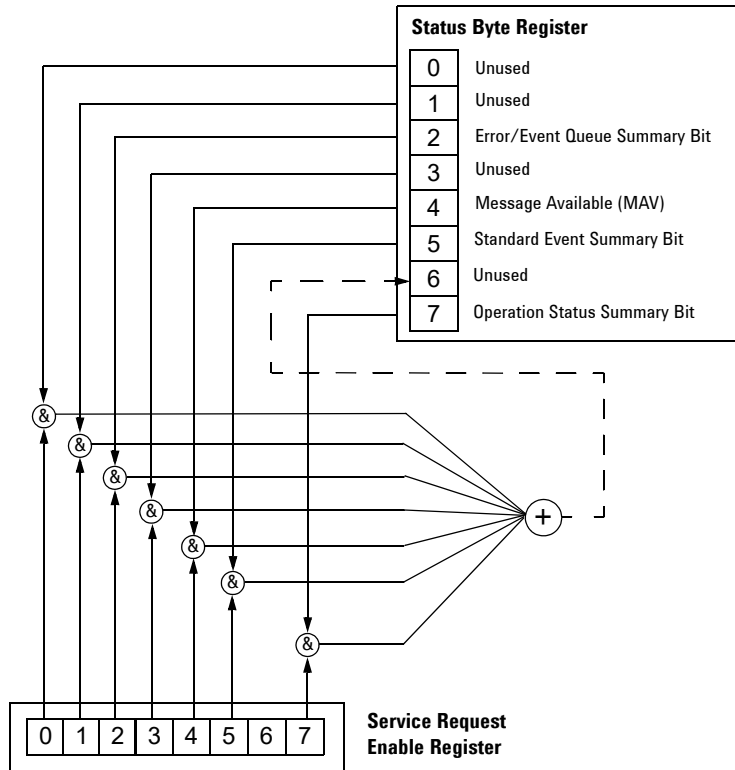 Status Byte Register
0 Unused
1 Unused
2 Error/Event Queue Summary Bit
3 Unused
4 Message Available (MAV)
5 Standard Event Summary Bit
6 Unused
7 Operation Status Summary Bit
&
&
&
&
&
&
&
+
0 1 2 3 4 5 6 7
Service Request
Enable Register